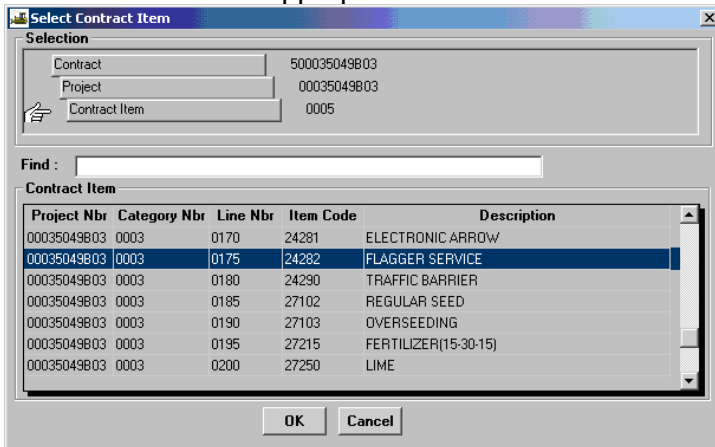 Select Contract Item
Selection
Contract 500035049B03
Project 00035049B03
Contract Item 0005
Find :
Contract Item
Project Nbr Category Nbr Line Nbr Item Code Description
00035049B03 0003 0170 24281 ELECTRONIC ARROW
00035049B03 0003 0175 24282 FLAGGER SERVICE
00035049B03 0003 0180 24290 TRAFFIC BARRIER
00035049B03 0003 0185 27102 REGULAR SEED
00035049B03 0003 0190 27103 OVERSEEDING
00035049B03 0003 0195 27215 FERTILIZER(15-30-15)
00035049B03 0003 0200 27250 LIME
OK Cancel